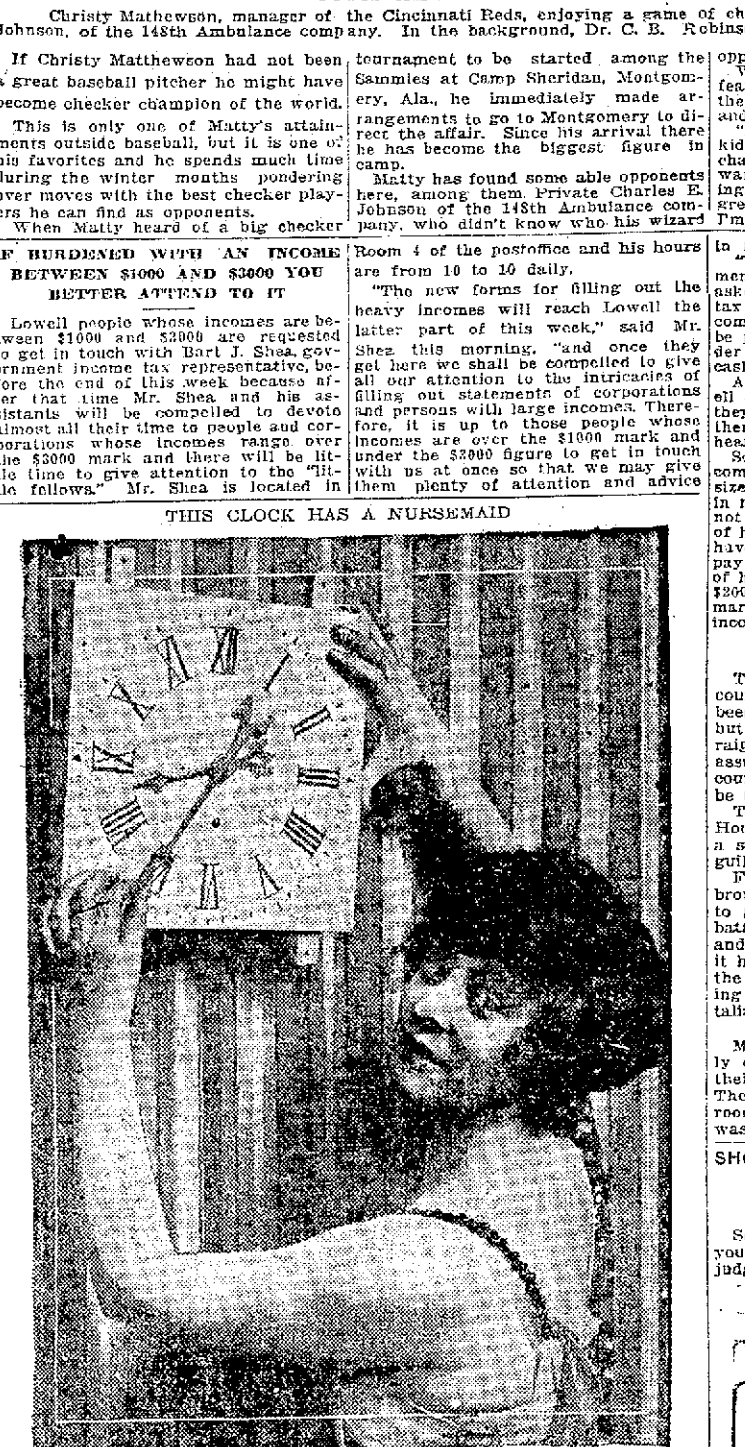 Christy Mathewson, manager of the Cincinnati Reds, enjoying a game of
Johnson, of the 148th Ambulance company. In the background, Dr. C. B.
If Christy Matthewson had not been
a great baseball pitcher he might have
become checker champion of the world.
This is only one of Matty's attain-
ments outside baseball, but it is one of
his favorites and he spends much time
during the winter months pondering
over moves with the best checker play-
ers he can find as opponents.
When Matty heard of a big checker
tournament to be started among the
Sammies at Camp Sheridan, Montgom-
ery, Ala., he immediately made ar-
rangements to go to Montgomery to di-
rect the affair. Since his arrival there
he has become the biggest figure in
camp.
Matty has found some able opponents
here, among them Private Charles E.
Johnson of the 148th Ambulance com-
pany, who didn't know who his wizard
IF BURDENED WITH AN INCOME
BETWEEN $1000 AND $3000 YOU
BETTER ATTEND TO IT
Lowell people whose incomes are be-
tween $1000 and $3000 are requested
to get in touch with Bart J. Shea, gov-
ernment income tax representative, be-
fore the end of this week because af-
ter that time Mr. Shea and his as-
sistants will be compelled to devote
almost all their time to people and cor-
porations whose incomes range over
the $3000 mark and there will be lit-
tle time to give attention to the "lit-
tle fellows." Mr. Shea is located in
Room 4 of the postoffice and his hours
are from 10 to 10 daily.
"The new forms for filling out the
heavy incomes will reach Lowell the
latter part of this week," said Mr.
Shea this morning, "and once they
get here we shall be compelled to give
all our attention to the intricacies of
filling out statements of corporations
and persons with large incomes. There-
fore, it is up to those people whose
incomes are over the $1000 mark and
under the $3000 figure to get in touch
with us at once so that we may give
them plenty of attention and advice
THIS CLOCK HAS A NURSEMAID